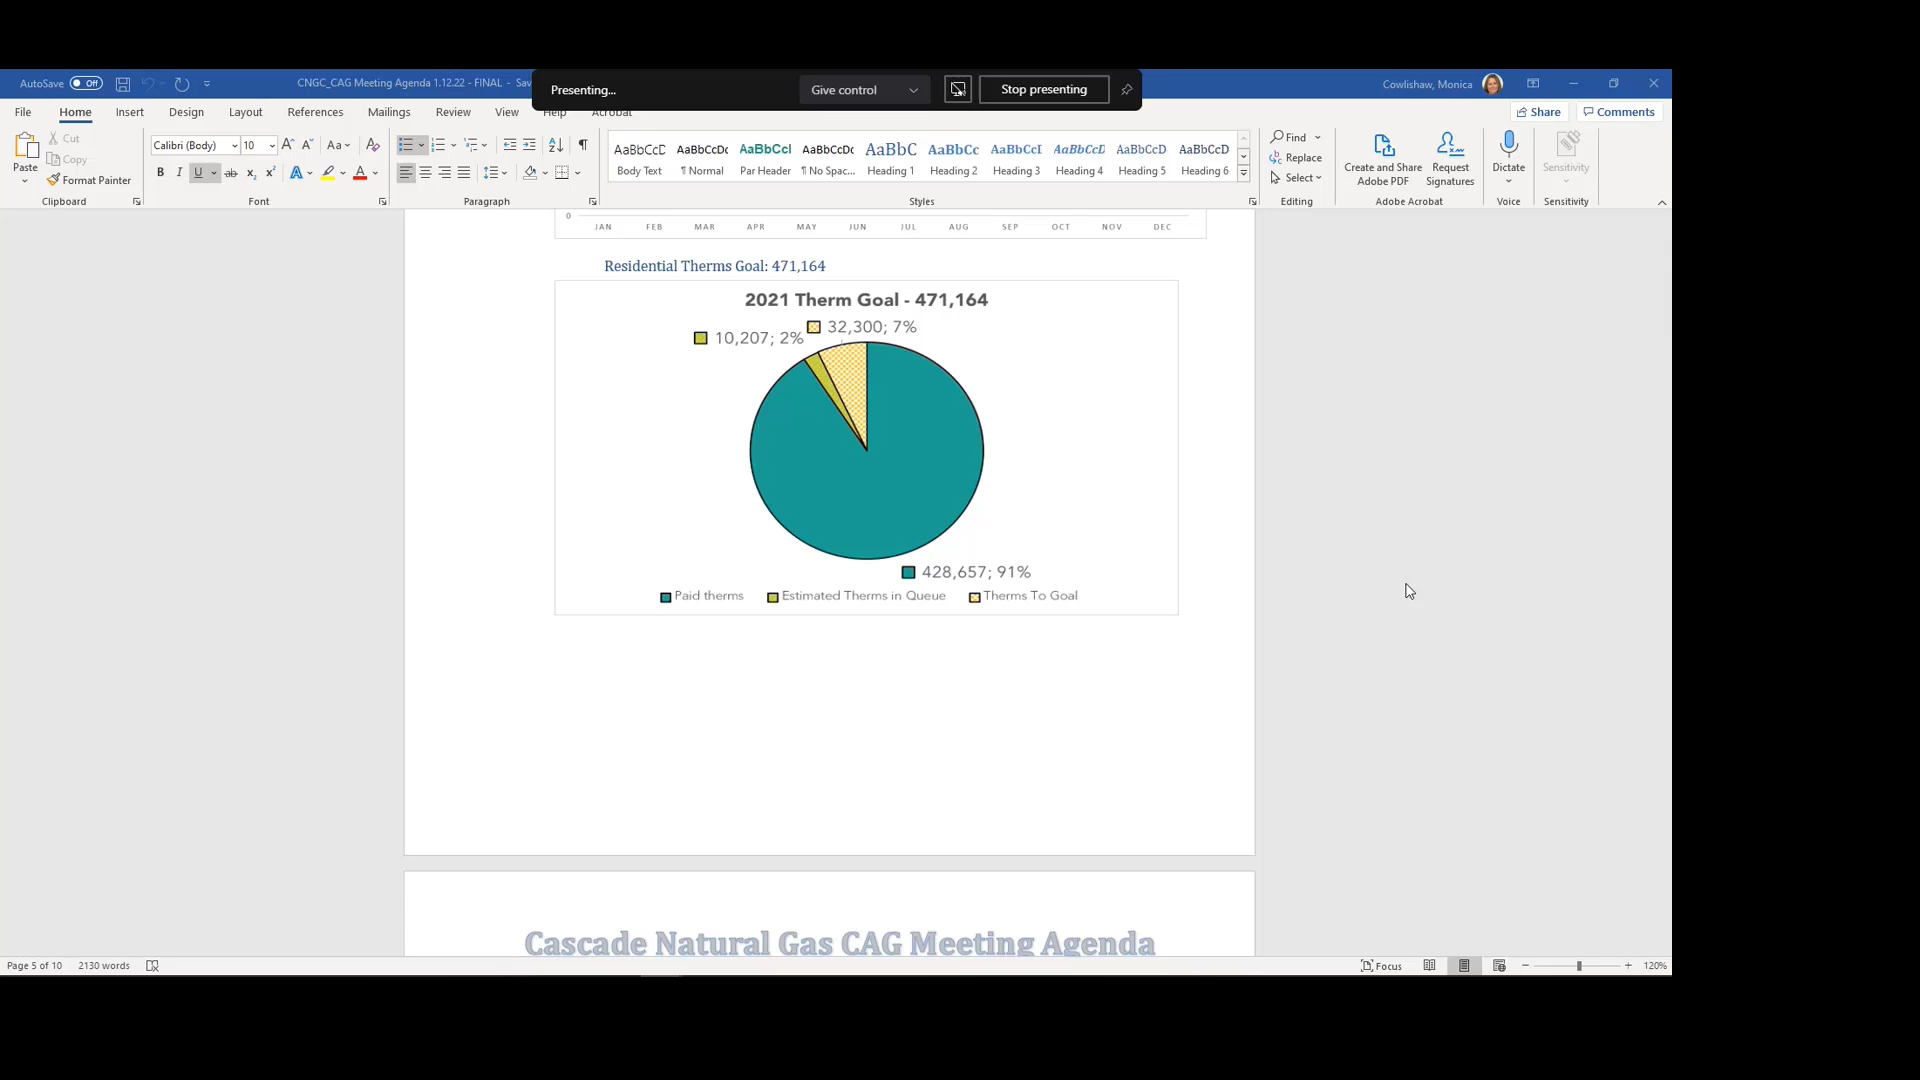 AutoSave Off CNGC_CAG Meeting Agenda 1.12.22 - FINAL - Sav
Presenting... Give control Stop presenting
Cowlishaw, Monica
File Home Insert Design Layout References Mailings Review View Help Acrobat
Share Comments
Paste Cut
Copy
Format Painter
Clipboard
Calibri (Body) 10
Font
Paragraph
AaBbCcD AaBbCcDc AaBbCcI AaBbCcDc AaBbC AaBbCc AaBbCcI AaBbCcD AaBbCcD AaBbCcD
Body Text ¶ Normal Par Header ¶ No Spac... Heading 1 Heading 2 Heading 3 Heading 4 Heading 5 Heading 6
Styles
Find
Replace
Select
Editing
Create and Share Adobe PDF
Request Signatures
Adobe Acrobat
Dictate
Voice
Sensitivity
Sensitivity
0
JAN FEB MAR APR MAY JUN JUL AUG SEP OCT NOV DEC
Residential Therms Goal: 471,164
2021 Therm Goal - 471,164
32,300; 7%
10,207; 2%
428,657; 91%
Paid therms Estimated Therms in Queue Therms To Goal
Cascade Natural Gas CAG Meeting Agenda
Page 5 of 10 2130 words Focus 120%